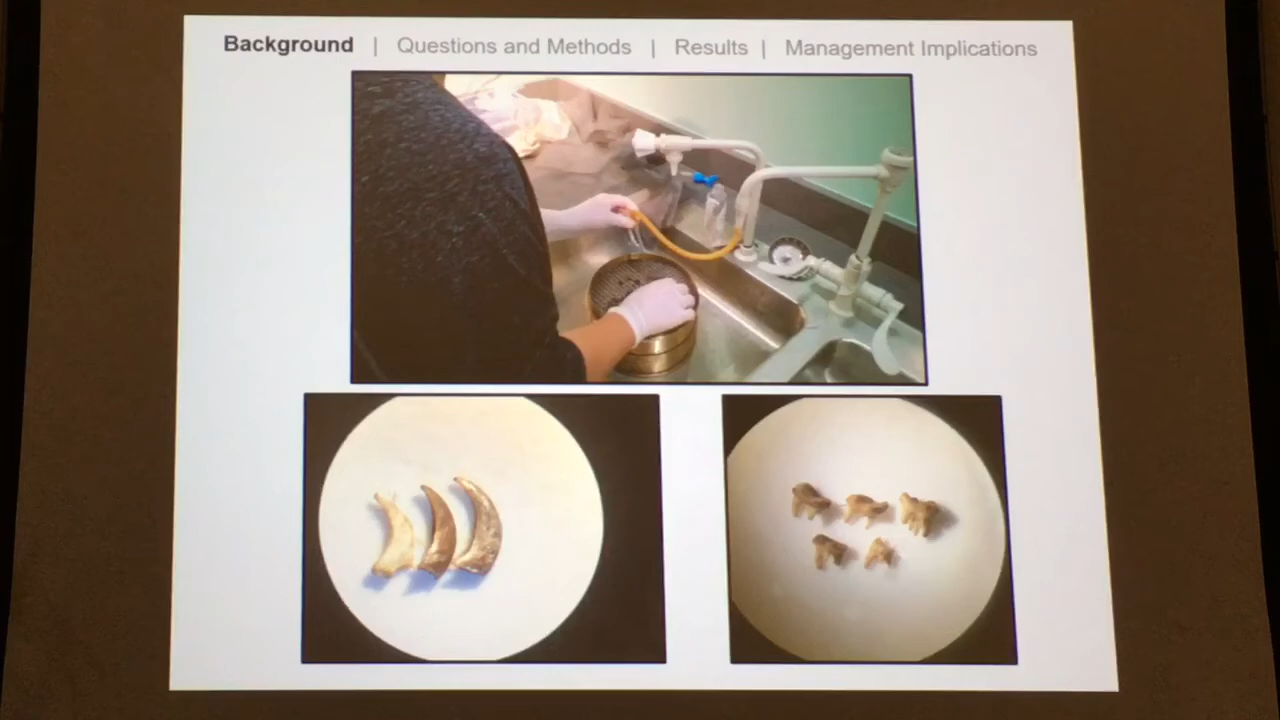 Background | Questions and Methods | Results | Management Implications